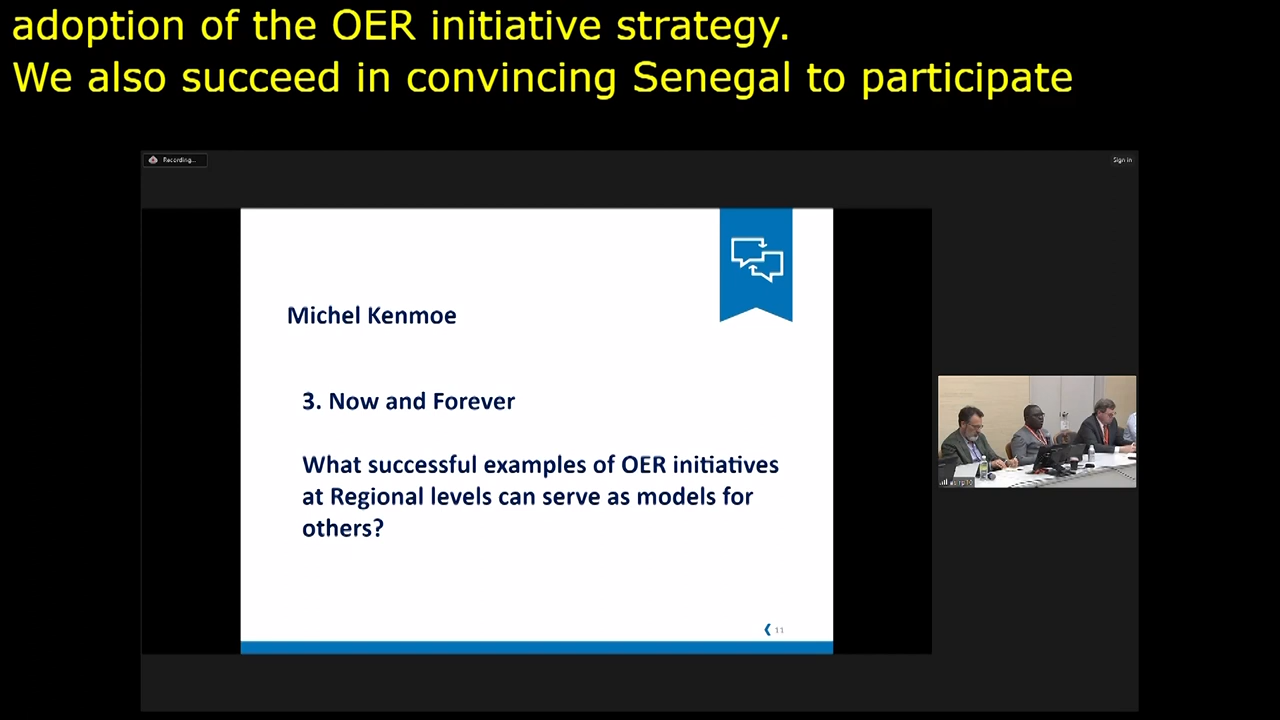 adoption of the OER initiative strategy.
We also succeed in convincing Senegal to participate
Recording...
Sign in
Michel Kenmoe
3. Now and Forever
What successful examples of OER initiatives
at Regional levels can serve as models for
others?
11